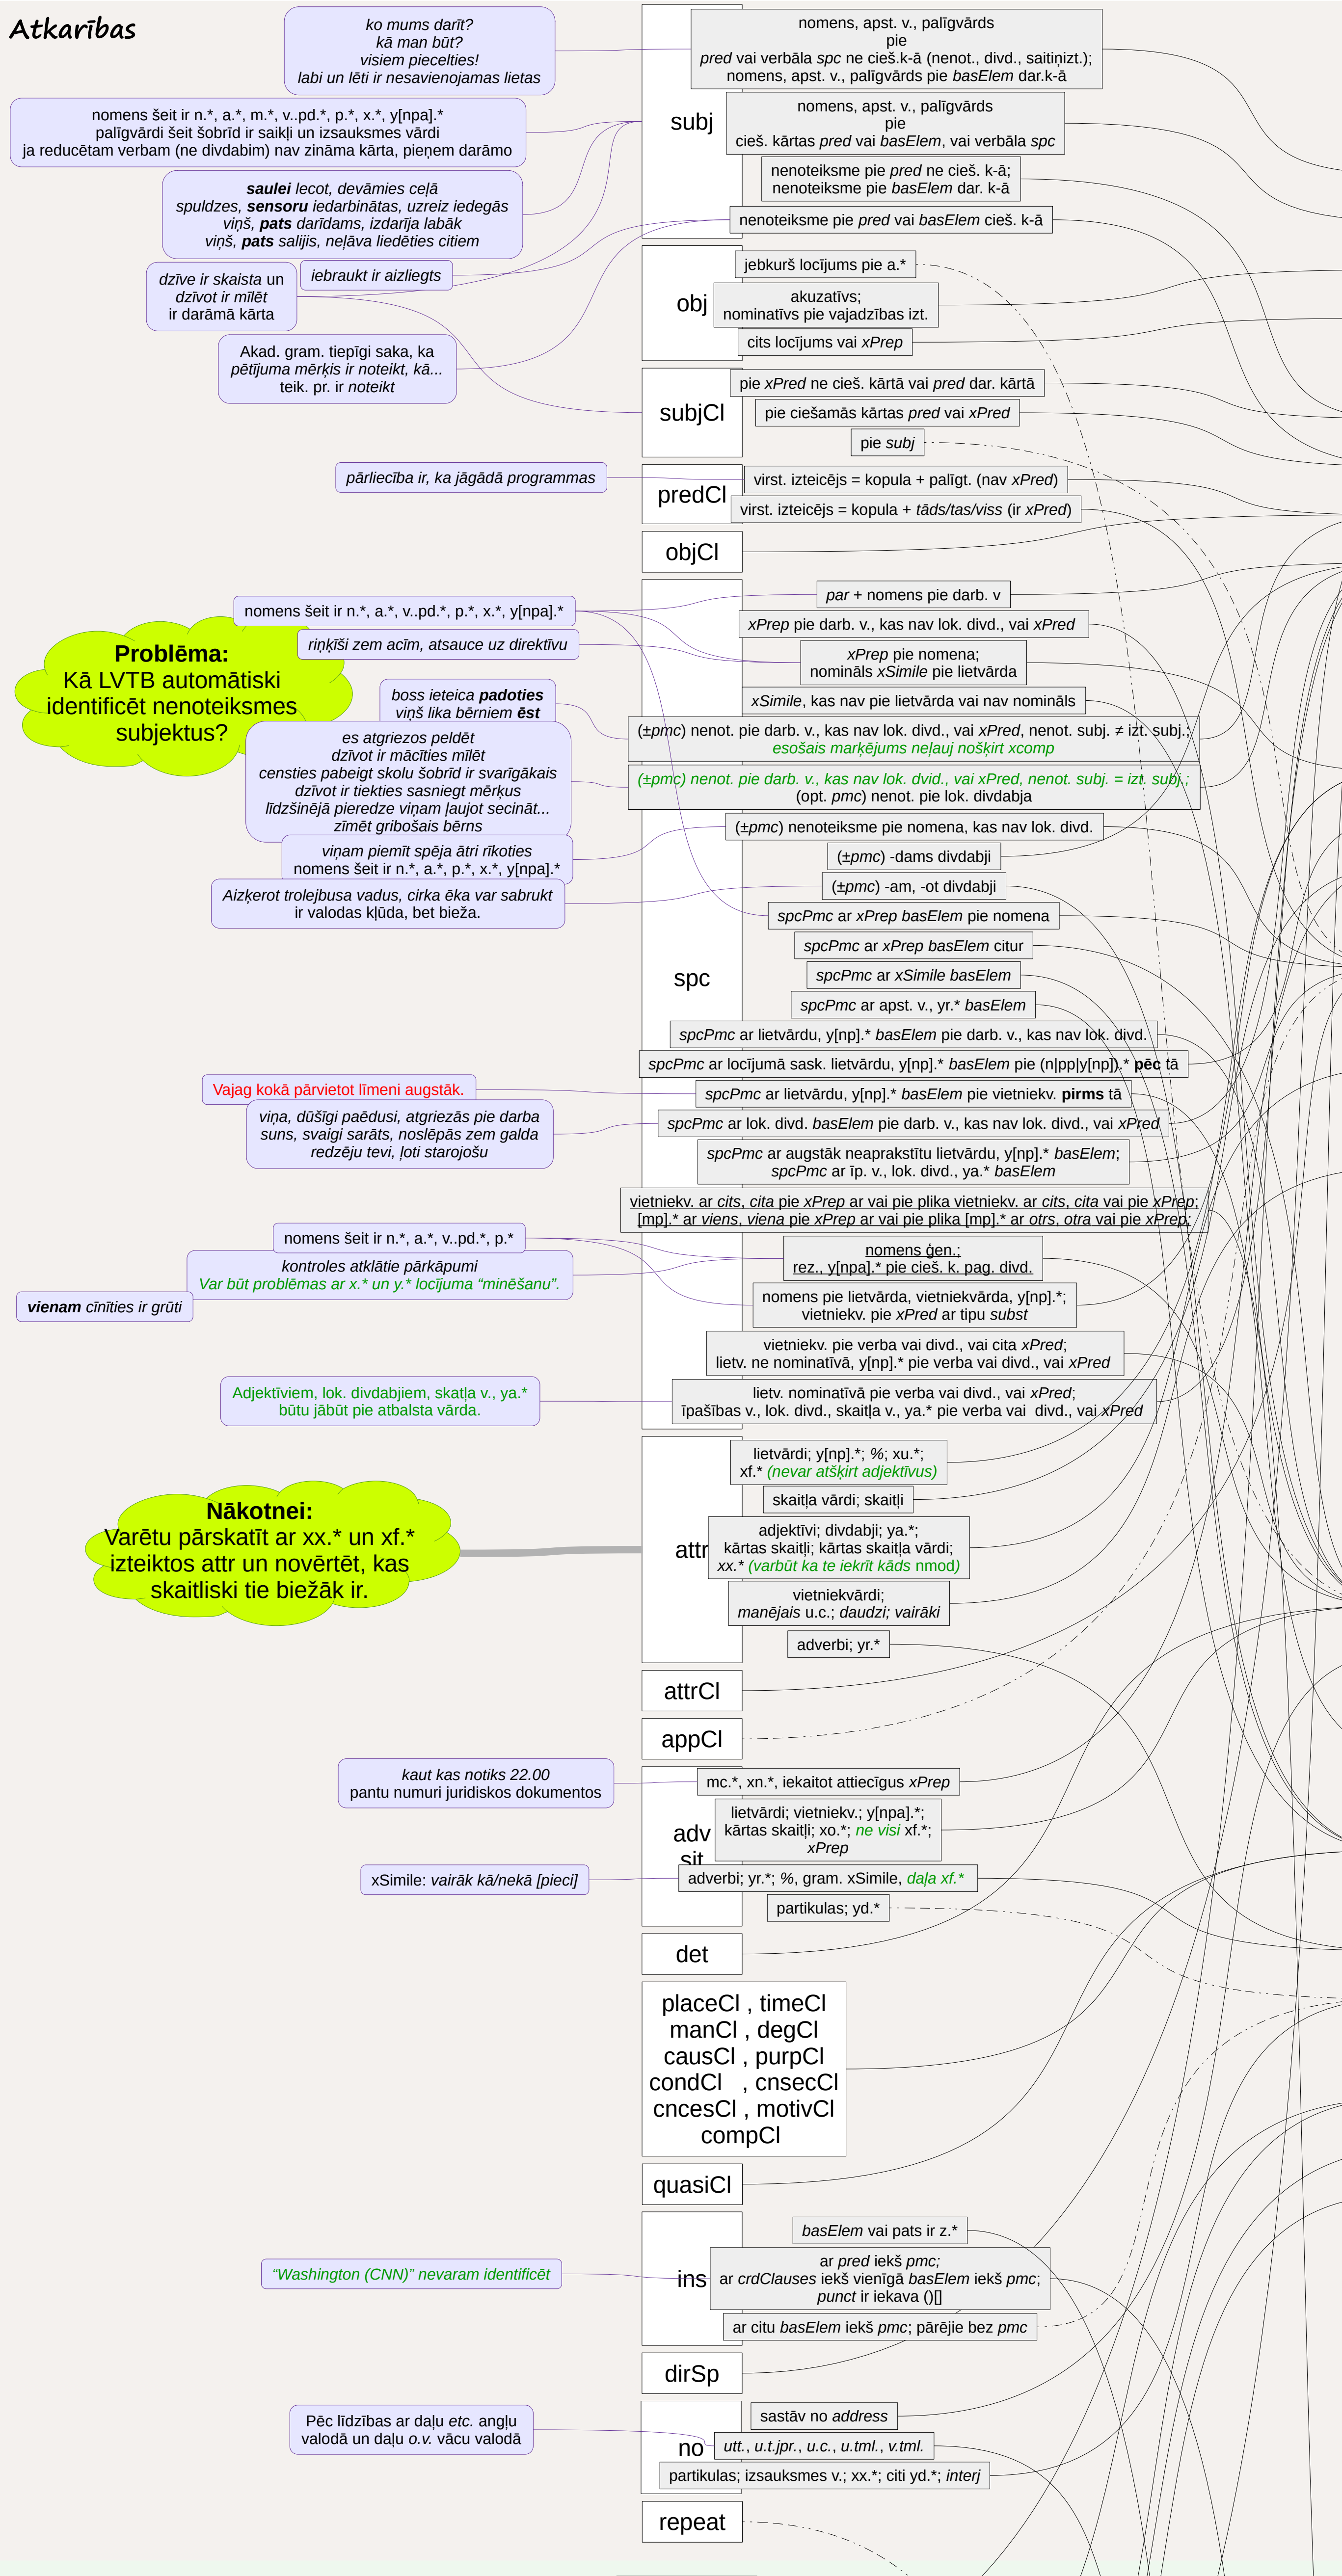 Atkarības
ko mums darīt?
kā man būt?
visiem piecelties!
labi un lēti ir nesavienojamas lietas
nomens šeit ir n.*, a.*, m.*, v..pd.*, p.*, x.*, y[npa].*
palīgvārdi šeit šobrīd ir saikļi un izsauksmes vārdi
ja reducētam verbam (ne divdabim) nav zināma kārta, pieņem darāmo
saulei lecot, devāmies ceļā
spuldzes, sensoru iedarbinātas, uzreiz iedegās
viņš, pats darīdams, izdarīja labāk
viņš, pats salijis, neļāva liedēties citiem
dzīve ir skaista un
dzīvot ir mīlēt
ir darāmā kārta
iebraukt ir aizliegts
Akad. gram. tiepīgi saka, ka
pētījuma mērķis ir noteikt, kā...
teik. pr. ir noteikt
subj
nomens, apst. v., palīgvārds
pie
pred vai verbāla spc ne cieš.k-ā (nenot., divd., saitiņizt.);
nomens, apst. v., palīgvārds pie basElem dar.k-ā
nomens, apst. v., palīgvārds
pie
cieš. kārtas pred vai basElem, vai verbāla spc
nenoteiksme pie pred ne cieš. k-ā;
nenoteiksme pie basElem dar. k-ā
nenoteiksme pie pred vai basElem cieš. k-ā
obj
jebkurš locījums pie a.*
akuzatīvs;
nominatīvs pie vajadzības izt.
cits locījums vai xPrep
subjCl
pie xPred ne cieš. kārtā vai pred dar. kārtā
pie ciešamās kārtas pred vai xPred
pie subj
pārliecība ir, ka jāgādā programmas
predCl
virst. izteicējs = kopula + palīgt. (nav xPred)
virst. izteicējs = kopula + tāds/tas/viss (ir xPred)
objCl
Problēma:
Kā LVTB automātiski
identificēt nenoteiksmes
subjektus?
nomens šeit ir n.*, a.*, v..pd.*, p.*, x.*, y[npa].*
riņķīši zem acīm, atsauce uz direktīvu
boss ieteica padoties
viņš lika bērniem ēst
es atgriezos peldēt
dzīvot ir mācīties mīlēt
censties pabeigt skolu šobrīd ir svarīgākais
dzīvot ir tiekties sasniegt mērķus
līdzšinējā pieredze viņam ļaujot secināt...
zīmēt gribošais bērns
viņam piemīt spēja ātri rīkoties
nomens šeit ir n.*, a.*, p.*, x.*, y[npa].*
Aizķerot trolejbusa vadus, cirka ēka var sabrukt
ir valodas kļūda, bet bieža.
spc
par + nomens pie darb. v
xPrep pie darb. v., kas nav lok. divd., vai xPred
xPrep pie nomena;
nomināls xSimile pie lietvārda
xSimile, kas nav pie lietvārda vai nav nomināls
(±pmc) nenot. pie darb. v., kas nav lok. divd., vai xPred, nenot. subj. ≠ izt. subj.;
esošais marķējums neļauj nošķirt xcomp
(±pmc) nenot. pie darb. v., kas nav lok. dvid., vai xPred, nenot. subj. = izt. subj.;
(opt. pmc) nenot. pie lok. divdabja
(±pmc) nenoteiksme pie nomena, kas nav lok. divd.
(±pmc) -dams divdabji
(±pmc) -am, -ot divdabji
spcPmc ar xPrep basElem pie nomena
spcPmc ar xPrep basElem citur
spcPmc ar xSimile basElem
spcPmc ar apst. v., yr.* basElem
spcPmc ar lietvārdu, y[np].* basElem pie darb. v., kas nav lok. divd.
spcPmc ar locījumā sask. lietvārdu, y[np].* basElem pie (n|pp|y[np]).* pēc tā
spcPmc ar lietvārdu, y[np].* basElem pie vietniekv. pirms tā
spcPmc ar lok. divd. basElem pie darb. v., kas nav lok. divd., vai xPred
spcPmc ar augstāk neaprakstītu lietvārdu, y[np].* basElem;
spcPmc ar īp. v., lok. divd., ya.* basElem
vietniekv. ar cits, cita pie xPrep ar vai pie plika vietniekv. ar cits, cita vai pie xPrep;
[mp].* ar viens, viena pie xPrep ar vai pie plika [mp].* ar otrs, otra vai pie xPrep;
nomens ģen.;
rez., y[npa].* pie cieš. k. pag. divd.
nomens pie lietvārda, vietniekvārda, y[np].*;
vietniekv. pie xPred ar tipu subst
vietniekv. pie verba vai divd., vai cita xPred;
lietv. ne nominatīvā, y[np].* pie verba vai divd., vai xPred
lietv. nominatīvā pie verba vai divd., vai xPred;
īpašības v., lok. divd., skaitļa v., ya.* pie verba vai divd., vai xPred
Vajag kokā pārvietot līmeni augstāk.
viņa, dūšīgi paēdusi, atgriezās pie darba
suns, svaigi sarāts, noslēpās zem galda
redzēju tevi, ļoti starojošu
nomens šeit ir n.*, a.*, v..pd.*, p.*
kontroles atklātie pārkāpumi
Var būt problēmas ar x.* un y.* locījuma “minēšanu”.
vienam cīnīties ir grūti
Adjektīviem, lok. divdabjiem, skatļa v., ya.*
būtu jābūt pie atbalsta vārda.
Nākotnei:
Varētu pārskatīt ar xx.* un xf.*
izteiktos attr un novērtēt, kas
skaitliski tie biežāk ir.
attr
lietvārdi; y[np].*; %; xu.*;
xf.* (nevar atšķirt adjektīvus)
skaitļa vārdi; skaitļi
adjektīvi; divdabji; ya.*;
kārtas skaitļi; kārtas skaitļa vārdi;
xx.* (varbūt ka te iekrīt kāds nmod)
vietniekvārdi;
manējais u.c.; daudzi; vairāki
adverbi; yr.*
attrCl
appCl
kaut kas notiks 22.00
pantu numuri juridiskos dokumentos
xSimile: vairāk kā/nekā [pieci]
adv
sit
mc.*, xn.*, iekaitot attiecīgus xPrep
lietvārdi; vietniekv.; y[npa].*;
kārtas skaitļi; xo.*; ne visi xf.*;
xPrep
adverbi; yr.*; %, gram. xSimile, daļa xf.*
partikulas; yd.*
det
placeCl , timeCl
manCl , degCl
causCl , purpCl
condCl , cnsecCl
cncesCl , motivCl
compCl
quasiCl
“Washington (CNN)” nevaram identificēt
ins
basElem vai pats ir z.*
ar pred iekš pmc;
ar crdClauses iekš vienīgā basElem iekš pmc;
punct ir iekava ()[]
ar citu basElem iekš pmc; pārējie bez pmc
dirSp
Pēc līdzības ar daļu etc. angļu
valodā un daļu o.v. vācu valodā
no
sastāv no address
utt., u.t.jpr., u.c., u.tml., v.tml.
partikulas; izsauksmes v.; xx.*; citi yd.*; interj
repeat